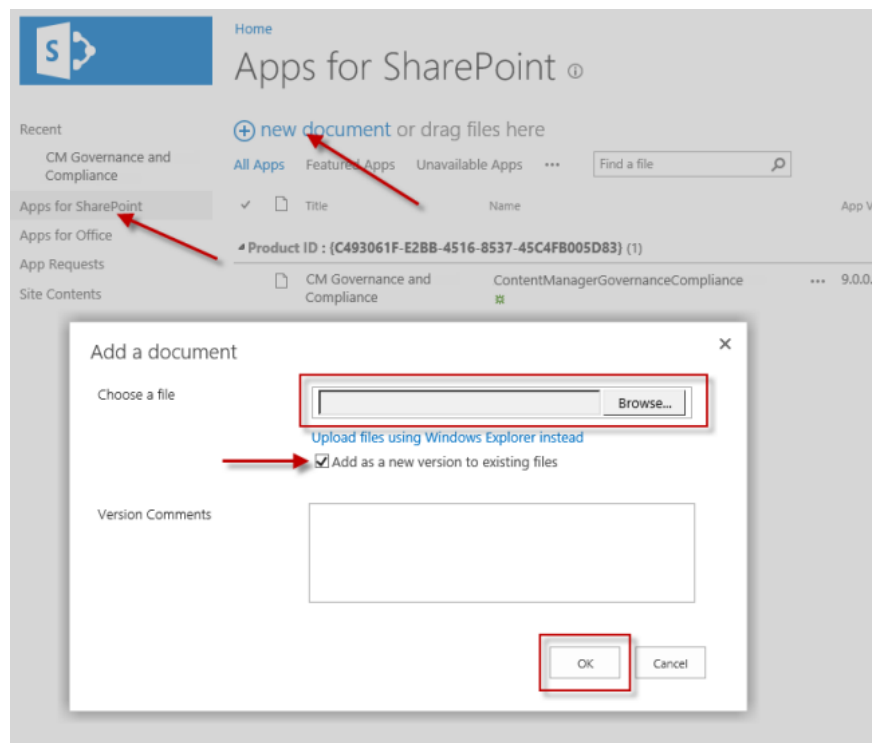 Home
Apps for SharePoint
Recent
CM Governance and
Compliance
Apps for SharePoint
Apps for Office
App Requests
Site Contents
new document or drag files here
All Apps Featured Apps Unavailable Apps ••• Find a file
Title Name App V
Product ID : {C493061F-E2BB-4516-8537-45C4FB005D83} (1)
CM Governance and
Compliance
ContentManagerGovernanceCompliance ••• 9.0.0.
Add a document
Choose a file
Browse...
Upload files using Windows Explorer instead
Add as a new version to existing files
Version Comments
OK Cancel